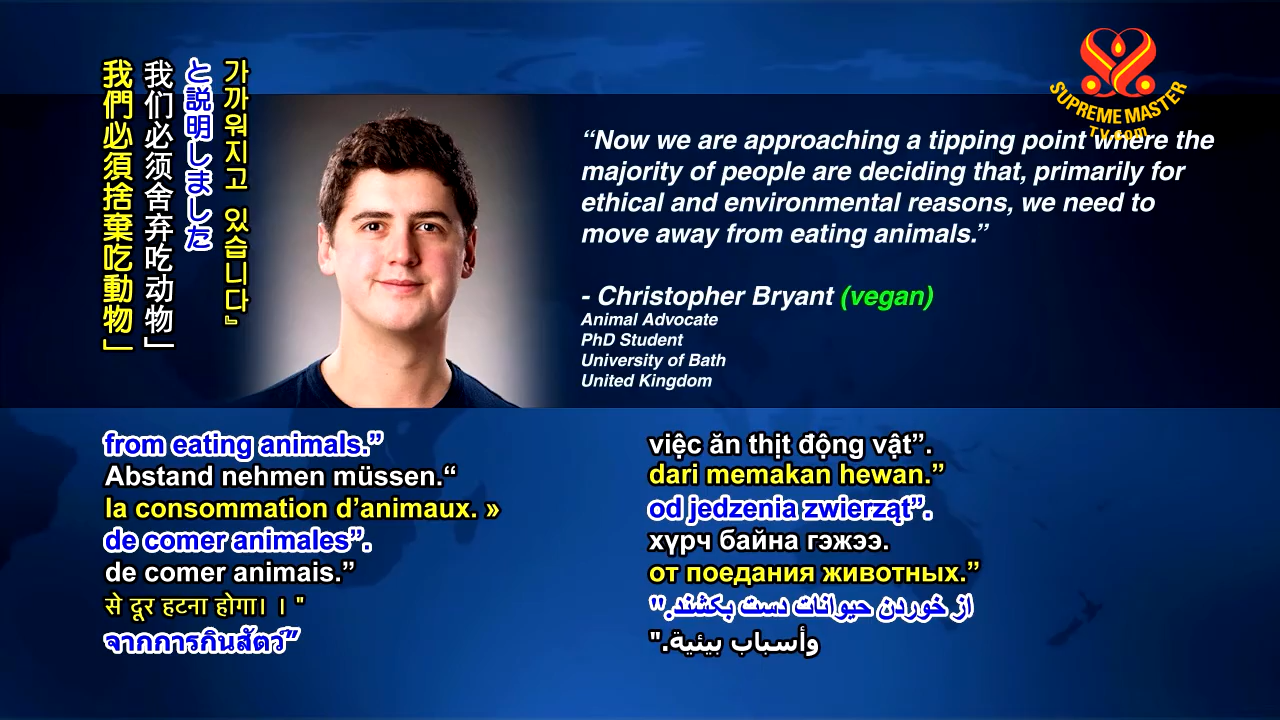 가까워지고 있습니다』
と説明しました
我们必须舍弃吃动物」
我們必須捨棄吃動物」
SUPREME MASTER
TV.com
“Now we are approaching a tipping point where the
majority of people are deciding that, primarily for
ethical and environmental reasons, we need to
move away from eating animals.”
- Christopher Bryant (vegan)
Animal Advocate
PhD Student
University of Bath
United Kingdom
from eating animals.”
Abstand nehmen müssen.“
la consommation d’animaux. »
de comer animales”.
de comer animais.”
से दूर हटना होगा। । "
จากการกินสัตว์”
việc ăn thịt động vật”.
dari memakan hewan.”
od jedzenia zwierząt”.
хүрч байна гэжээ.
от поедания животных.”
از خوردن حیوانات دست بکشند."
وأسباب بيئية."